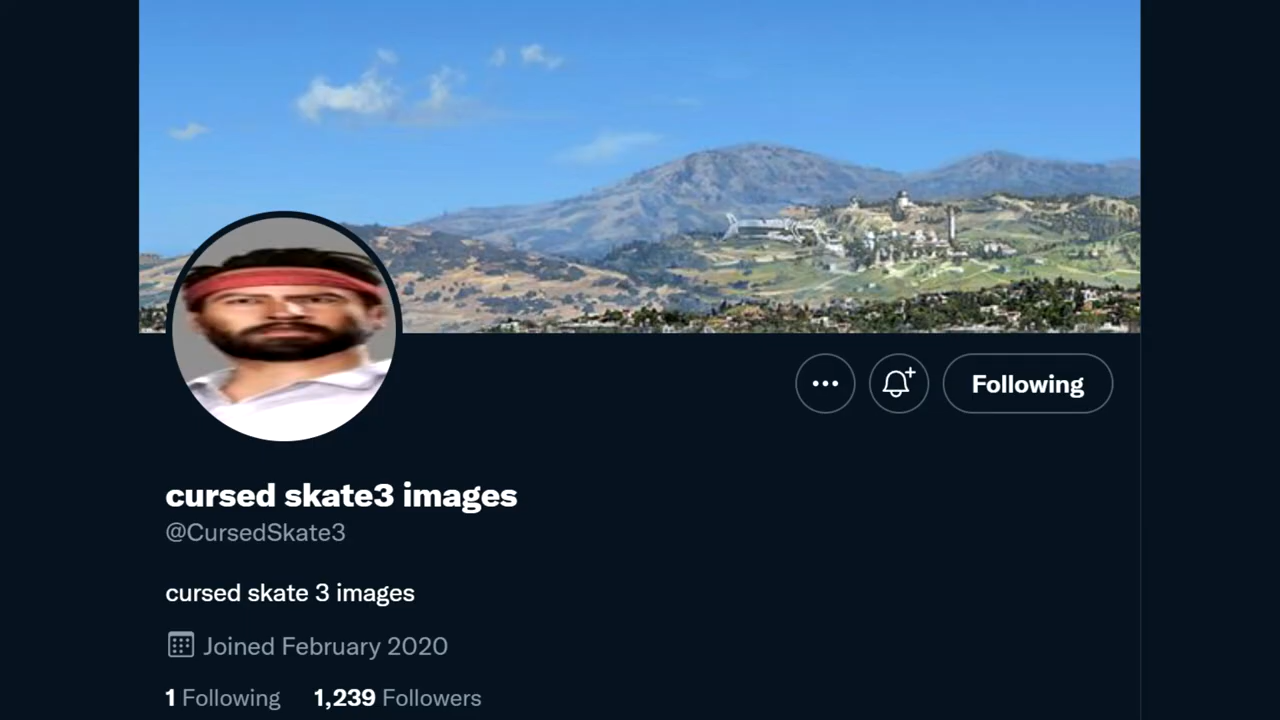 Following
cursed skate3 images
@CursedSkate3
cursed skate 3 images
Joined February 2020
1 Following 1,239 Followers